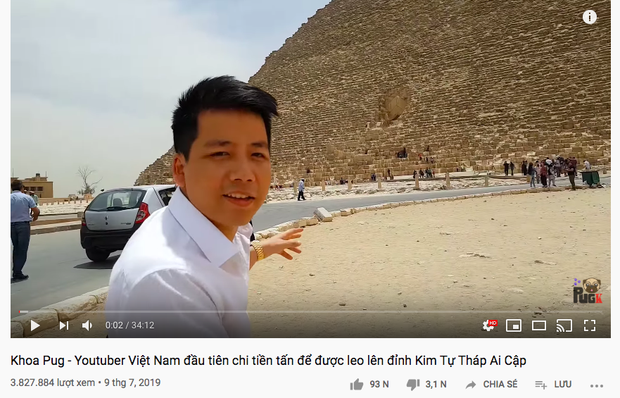 PUGK
0:02 / 34:12
HD
Khoa Pug - Youtuber Việt Nam đầu tiên chi tiền tấn để được leo lên đỉnh Kim Tự Tháp Ai Cập
3.827.884 lượt xem • 9 thg 7, 2019
93 N
3,1 N
CHIA SẺ
LƯU